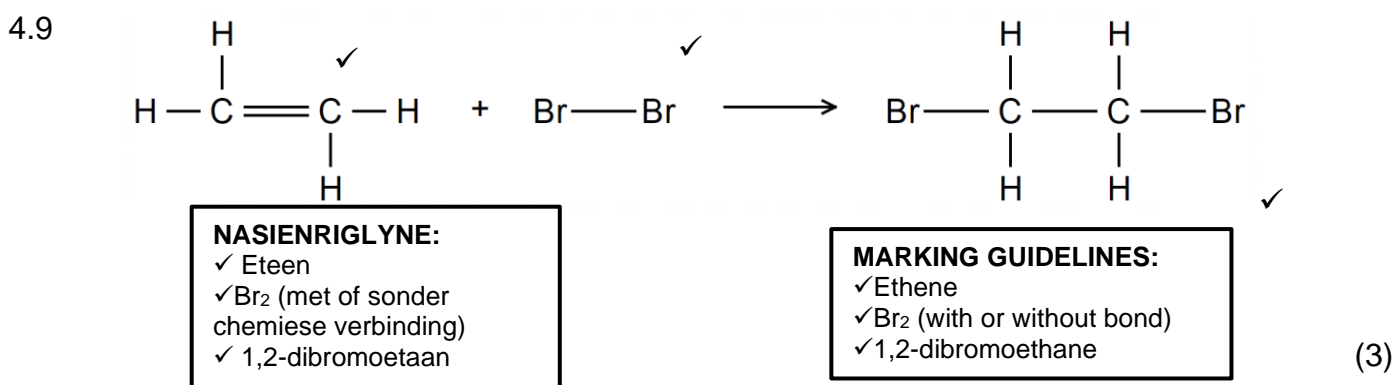 4.9
H H H
✓ ✓
H — C = C — H + Br — Br → Br — C — C — Br
H H H
✓
NASIENRIGLYNE:
✓ Eteen
✓Br₂ (met of sonder
chemiese verbinding)
✓ 1,2-dibromoetaan
MARKING GUIDELINES:
✓Ethene
✓Br₂ (with or without bond)
✓1,2-dibromoethane
(3)